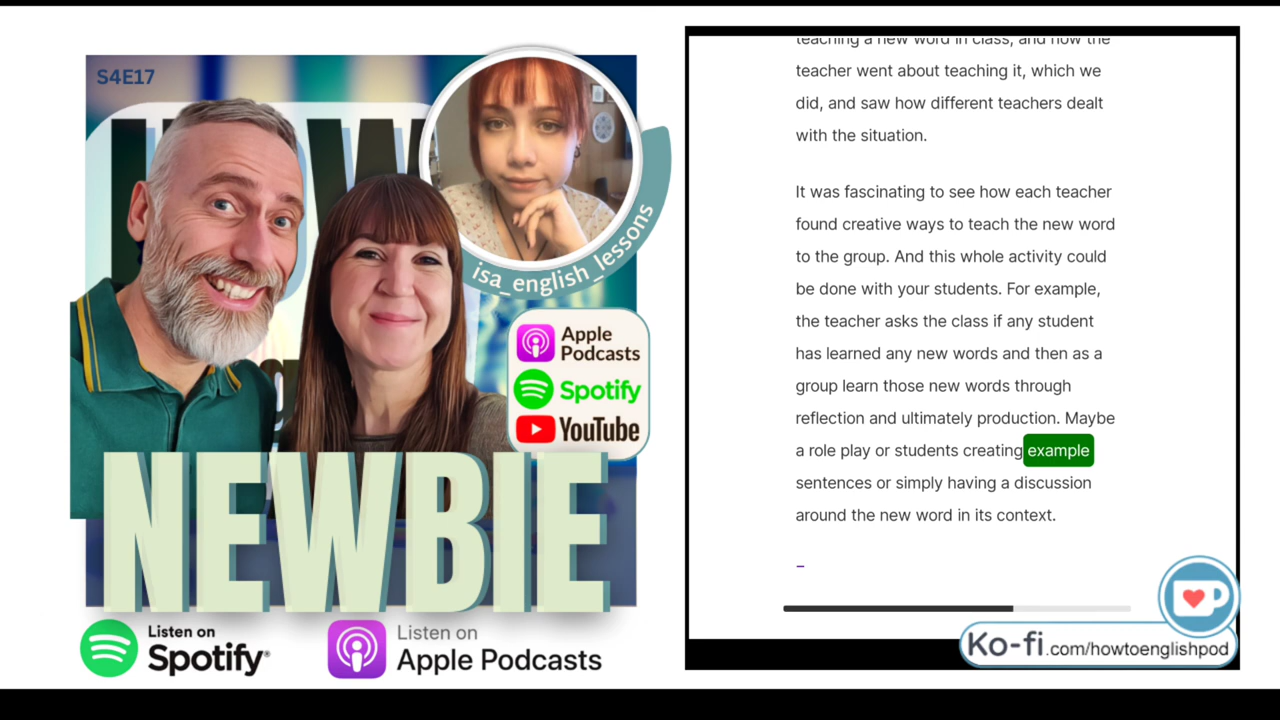 S4E17
isa_english_lessons
Apple
Podcasts
Spotify
YouTube
NEWBIE
Listen on
Spotify®
Listen on
Apple Podcasts
teaching a new word in class, and how the
teacher went about teaching it, which we
did, and saw how different teachers dealt
with the situation.
It was fascinating to see how each teacher
found creative ways to teach the new word
to the group. And this whole activity could
be done with your students. For example,
the teacher asks the class if any student
has learned any new words and then as a
group learn those new words through
reflection and ultimately production. Maybe
a role play or students creating example
sentences or simply having a discussion
around the new word in its context.
–
Ko-fi.com/howtoenglishpod